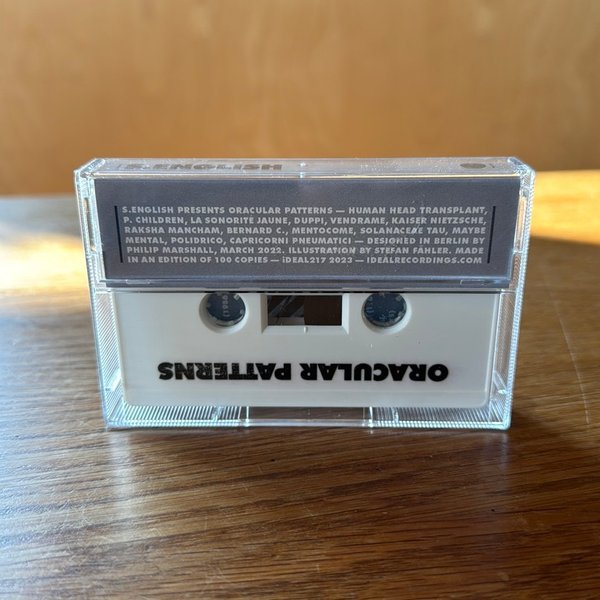 S.ENGLISH
S.ENGLISH PRESENTS ORACULAR PATTERNS — HUMAN HEAD TRANSPLANT,
P. CHILDREN, LA SONORITE JAUNE, DUPPI, VENDRAME, KAISER NIETZSCHE,
RAKSHA MANCHAM, BERNARD C., MENTOCOME, SOLANACEAE TAU, MAYBE
MENTAL, POLIDRICO, CAPRICORNI PNEUMATICI — DESIGNED IN BERLIN BY
PHILIP MARSHALL, MARCH 2022. ILLUSTRATION BY STEFAN FÄHLER. MADE
IN AN EDITION OF 100 COPIES — iDEAL217 2023 — IDEALRECORDINGS.COM
ORACULAR PATTERNS